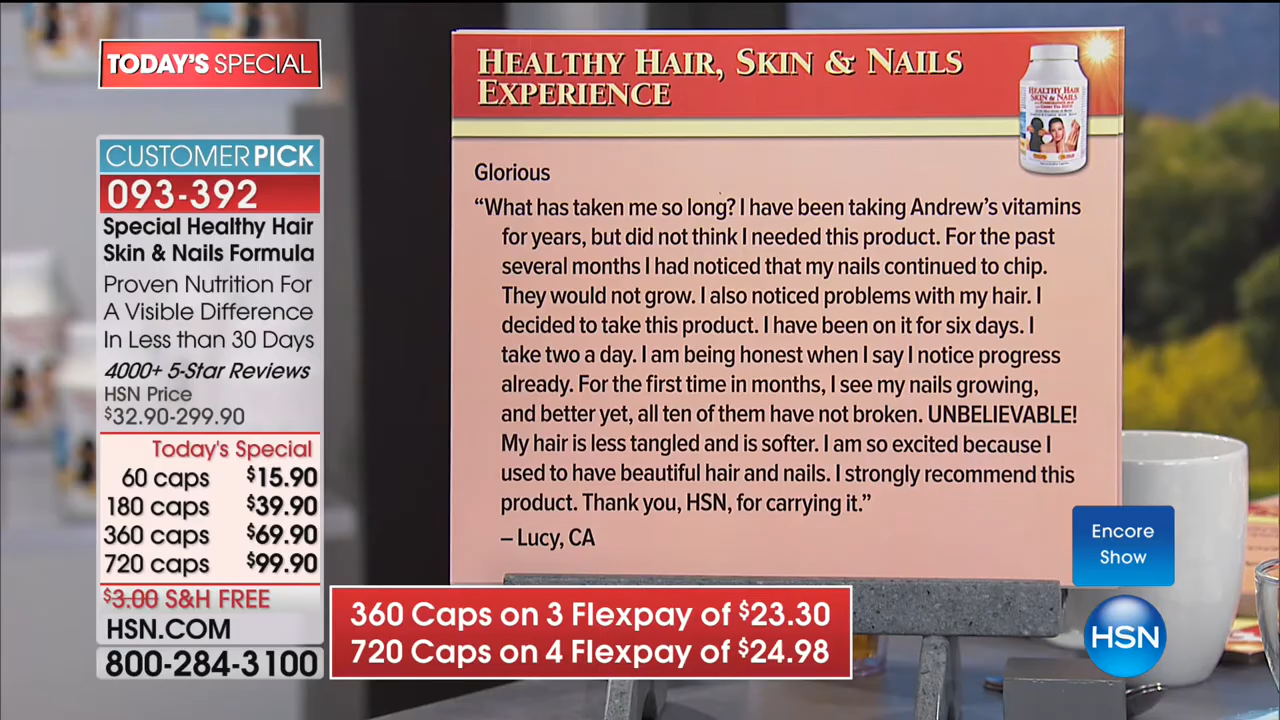 TODAY'S SPECIAL
CUSTOMER PICK
093-392
Special Healthy Hair
Skin & Nails Formula
Proven Nutrition For
A Visible Difference
In Less than 30 Days
4000+ 5-Star Reviews
HSN Price
$32.90-299.90
Today's Special
60 caps $15.90
180 caps $39.90
360 caps $69.90
720 caps $99.90
$3.00 S&H FREE
HSN.COM
800-284-3100
HEALTHY HAIR, SKIN & NAILS
EXPERIENCE
HEALTHY HAIR
SKIN & NAILS
Glorious
“What has taken me so long? I have been taking Andrew’s vitamins
for years, but did not think I needed this product. For the past
several months I had noticed that my nails continued to chip.
They would not grow. I also noticed problems with my hair. I
decided to take this product. I have been on it for six days. I
take two a day. I am being honest when I say I notice progress
already. For the first time in months, I see my nails growing,
and better yet, all ten of them have not broken. UNBELIEVABLE!
My hair is less tangled and is softer. I am so excited because I
used to have beautiful hair and nails. I strongly recommend this
product. Thank you, HSN, for carrying it.”
– Lucy, CA
360 Caps on 3 Flexpay of $23.30
720 Caps on 4 Flexpay of $24.98
Encore
Show
HSN